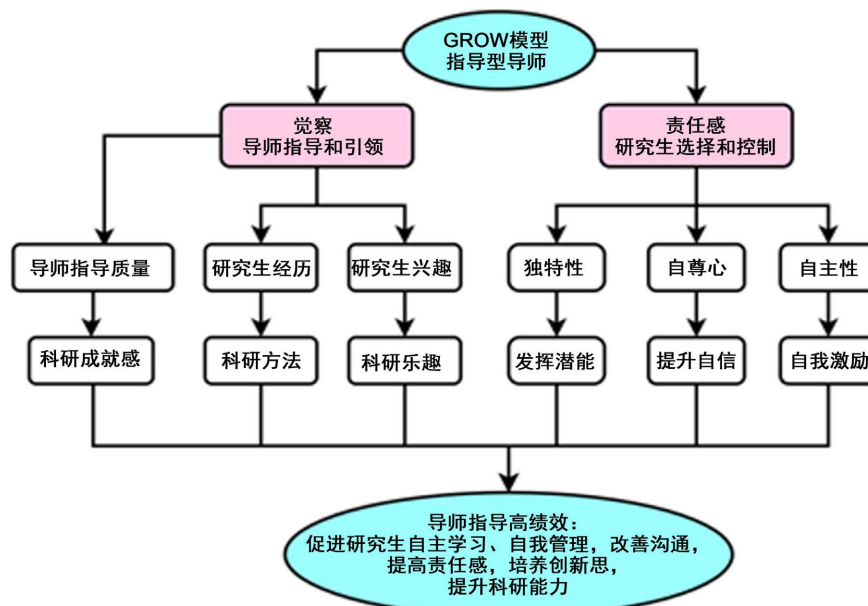 GROW模型
指导型导师
觉察
导师指导和引领
责任感
研究生选择和控制
导师指导质量
研究生经历
研究生兴趣
独特性
自尊心
自主性
科研成就感
科研方法
科研乐趣
发挥潜能
提升自信
自我激励
导师指导高绩效：
促进研究生自主学习、自我管理，改善沟通，
提高责任感，培养创新思，
提升科研能力